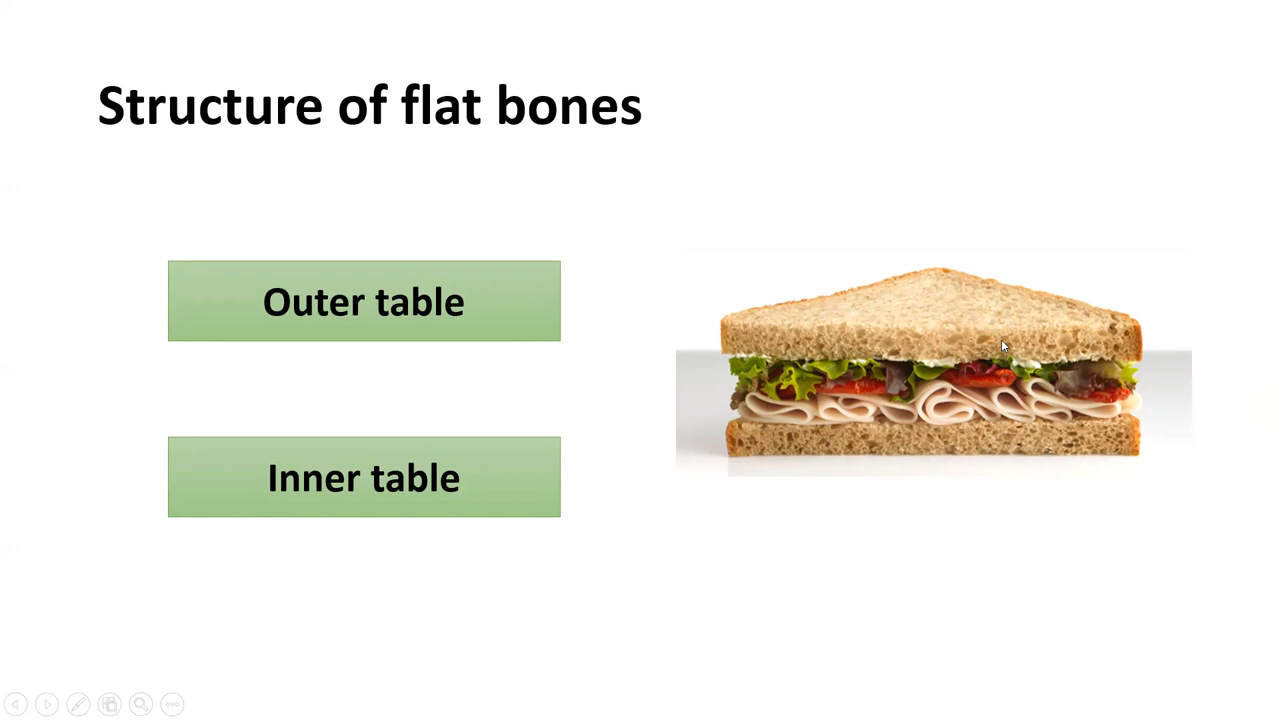 Structure of flat bones
Outer table
Inner table